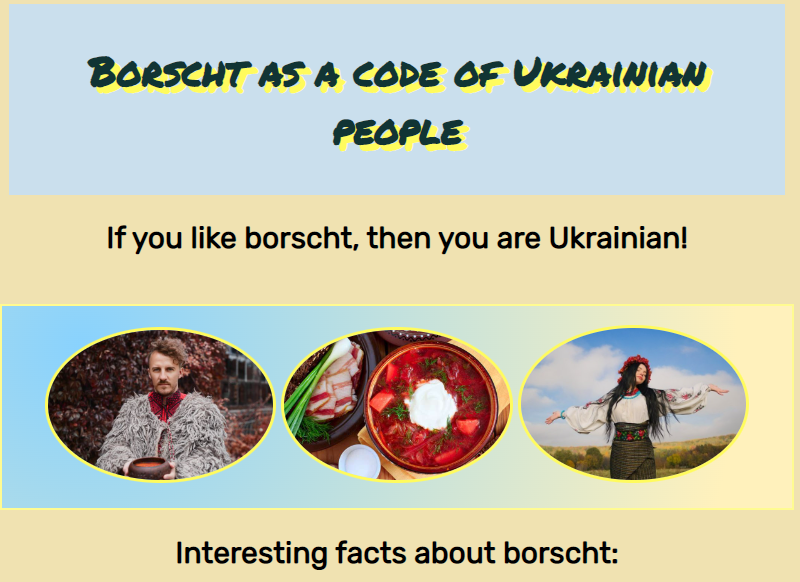 Borscht as a code of Ukrainian
people
If you like borscht, then you are Ukrainian!
Interesting facts about borscht: